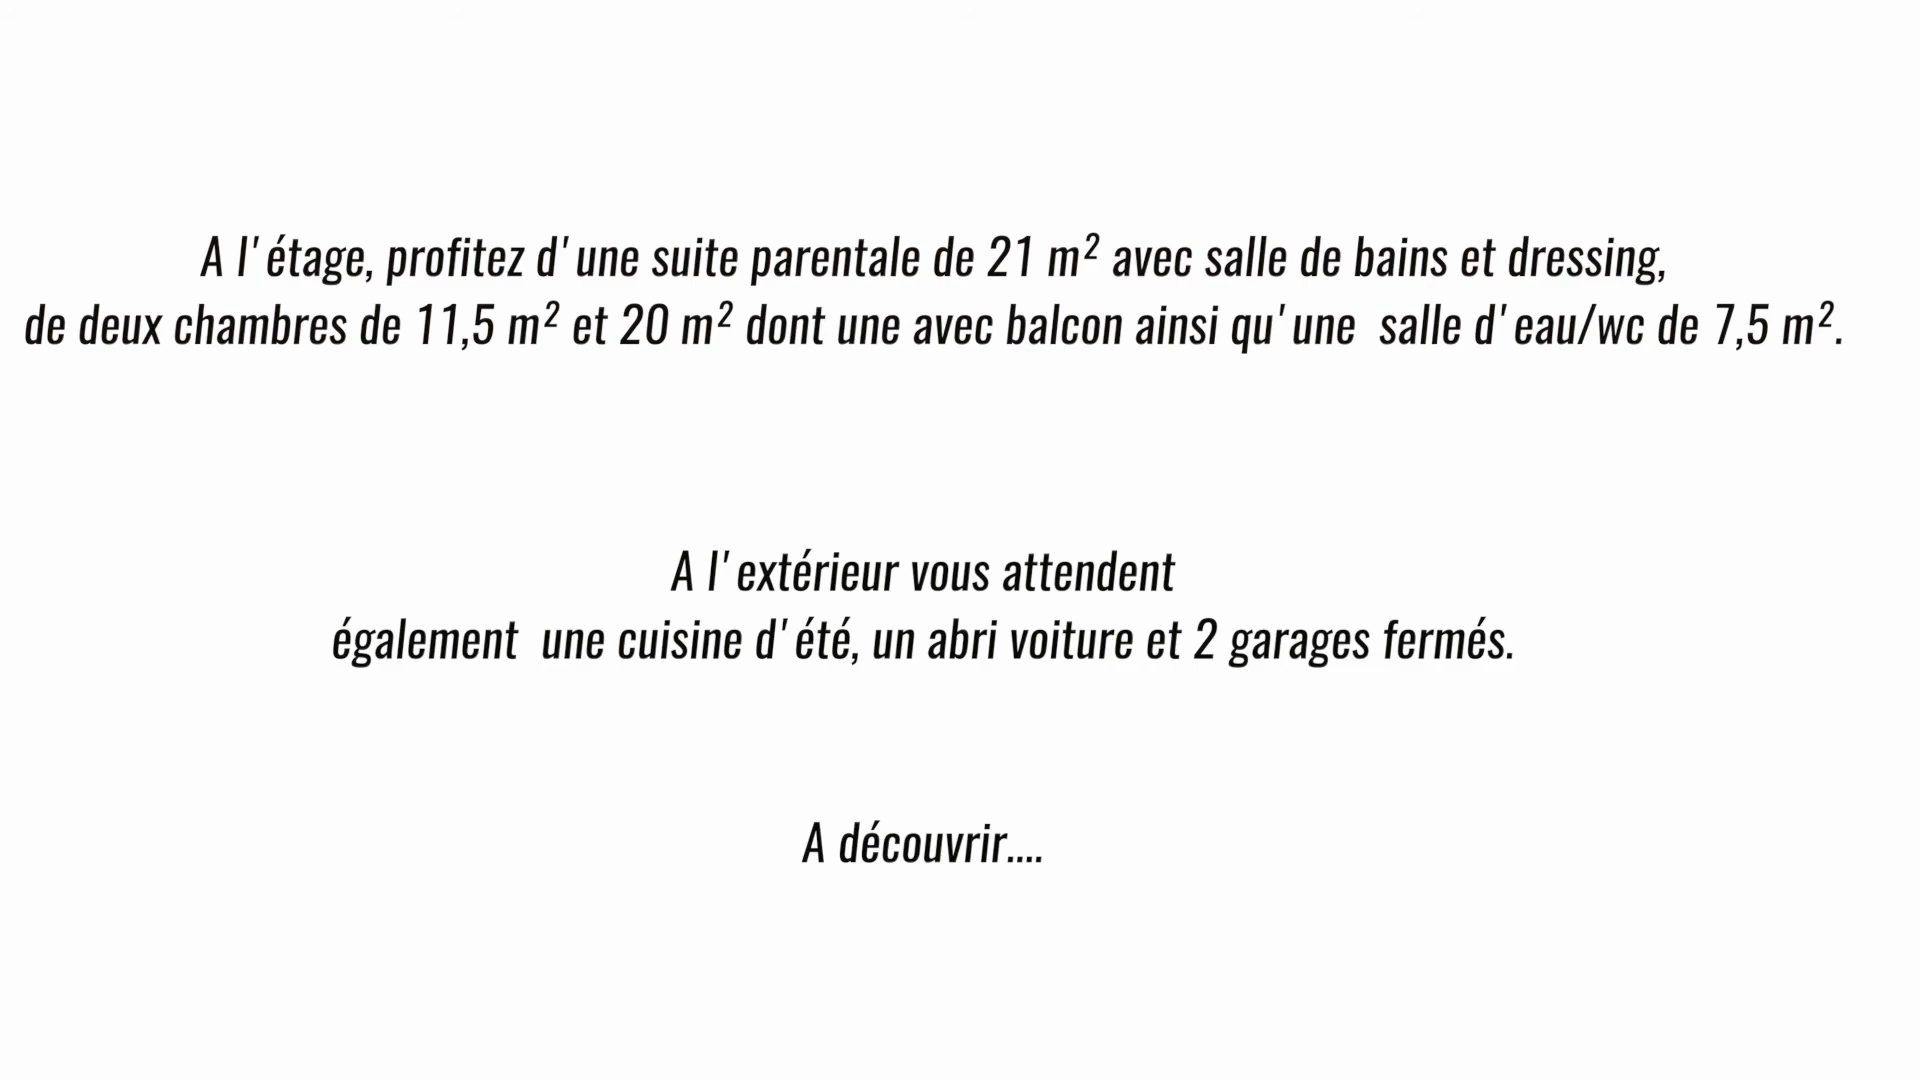 A l'étage, profitez d'une suite parentale de 21 m² avec salle de bains et dressing,
de deux chambres de 11,5 m² et 20 m² dont une avec balcon ainsi qu'une  salle d'eau/wc de 7,5 m².
A l'extérieur vous attendent
également  une cuisine d'été, un abri voiture et 2 garages fermés.
A découvrir....